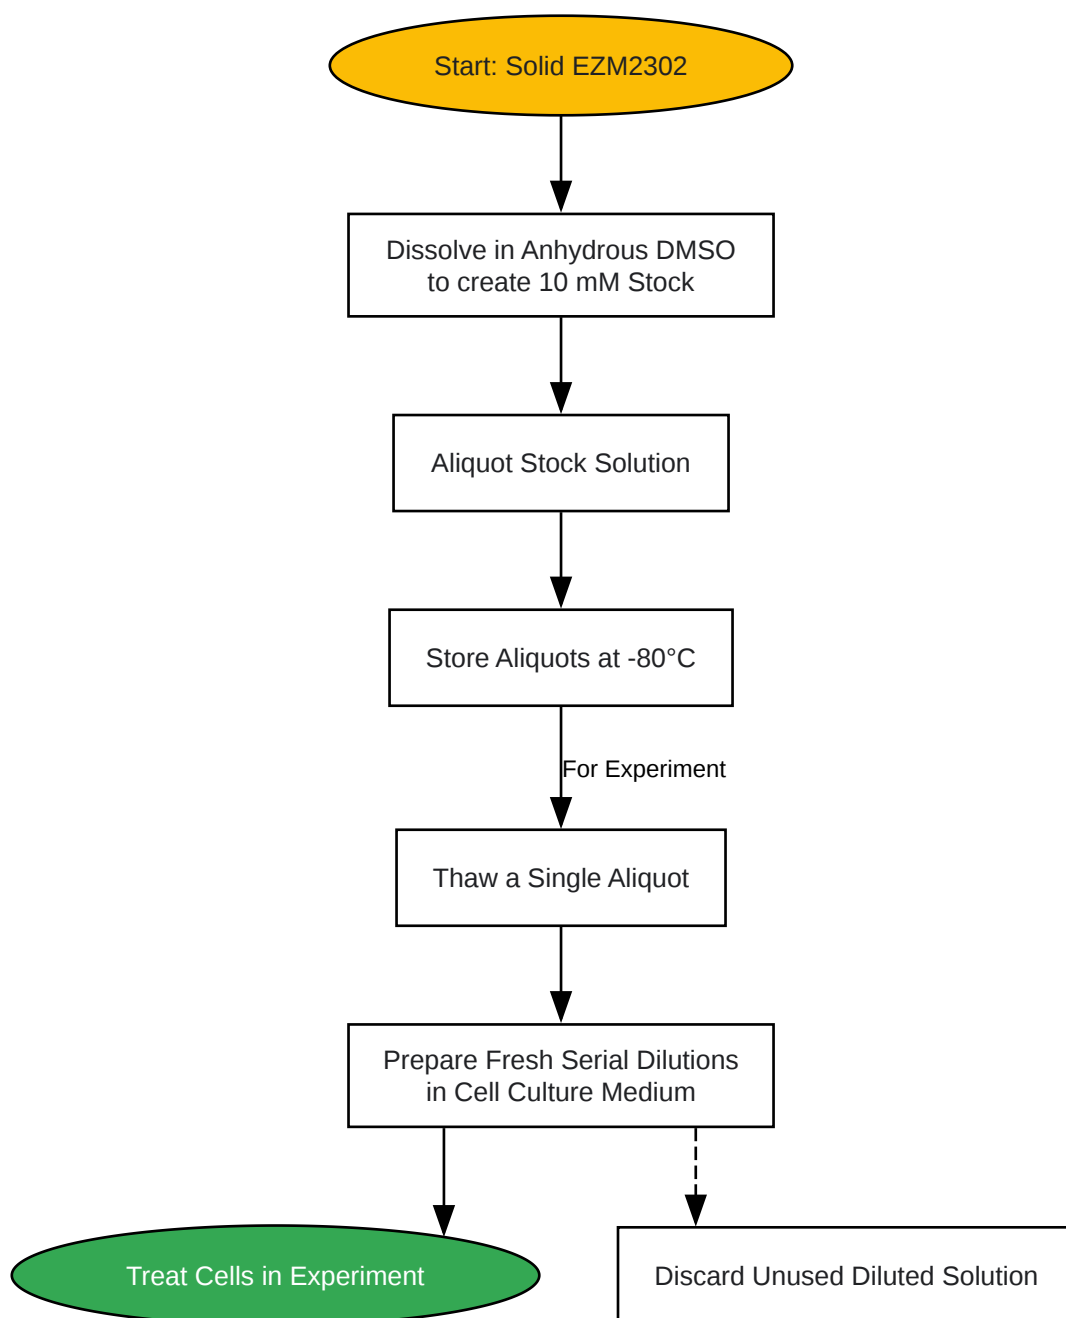 Start: Solid EZM2302
Dissolve in Anhydrous DMSO
to create 10 mM Stock
Aliquot Stock Solution
Store Aliquots at -80°C
For Experiment
Thaw a Single Aliquot
Prepare Fresh Serial Dilutions
in Cell Culture Medium
Treat Cells in Experiment
Discard Unused Diluted Solution